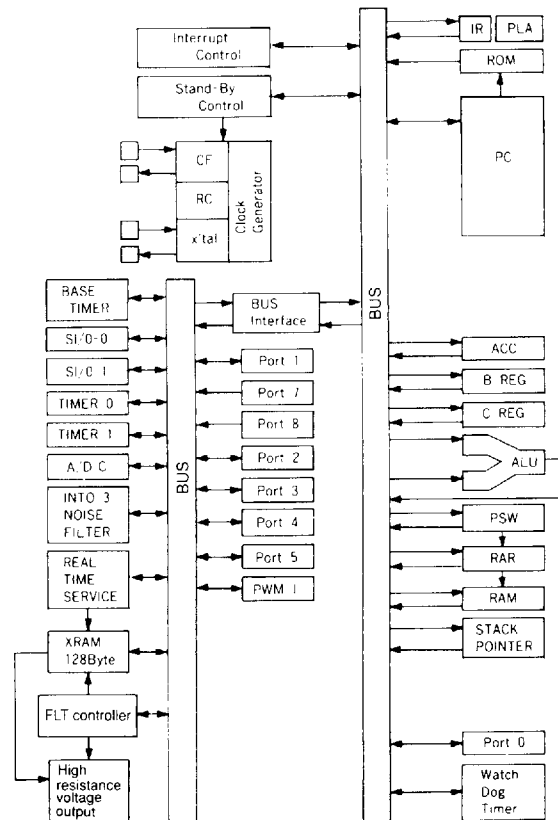 Interrupt
Control
Stand-By
Control
CF
RC
x'tal
Clock
Generator
IR
PLA
ROM
PC
BUS
BASE
TIMER
SI/O-0
SI/O 1
TIMER 0
TIMER 1
A/D C
INTO 3
NOISE
FILTER
REAL
TIME
SERVICE
XRAM
128Byte
FLT controller
High
resistance
voltage
output
BUS
BUS
Interface
Port 1
Port 7
Port 8
Port 2
Port 3
Port 4
Port 5
PWM 1
ACC
B REG
C REG
ALU
PSW
RAR
RAM
STACK
POINTER
Port 0
Watch
Dog
Timer